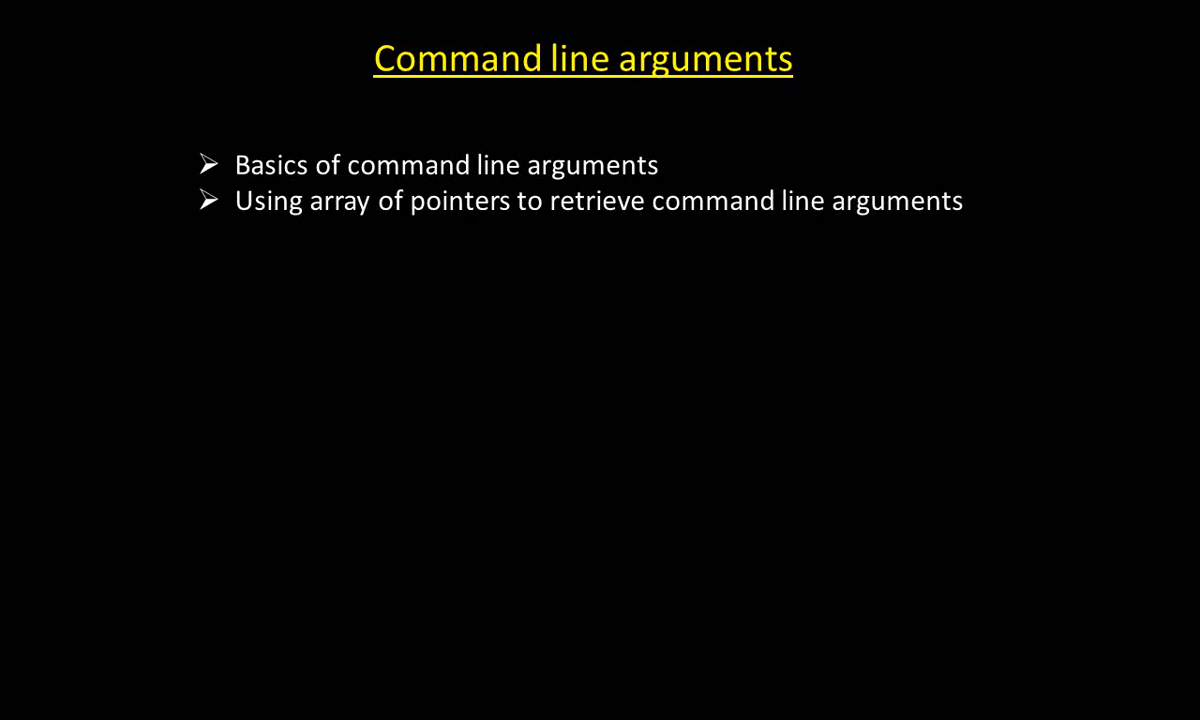 Command line arguments
➢ Basics of command line arguments
➢ Using array of pointers to retrieve command line arguments